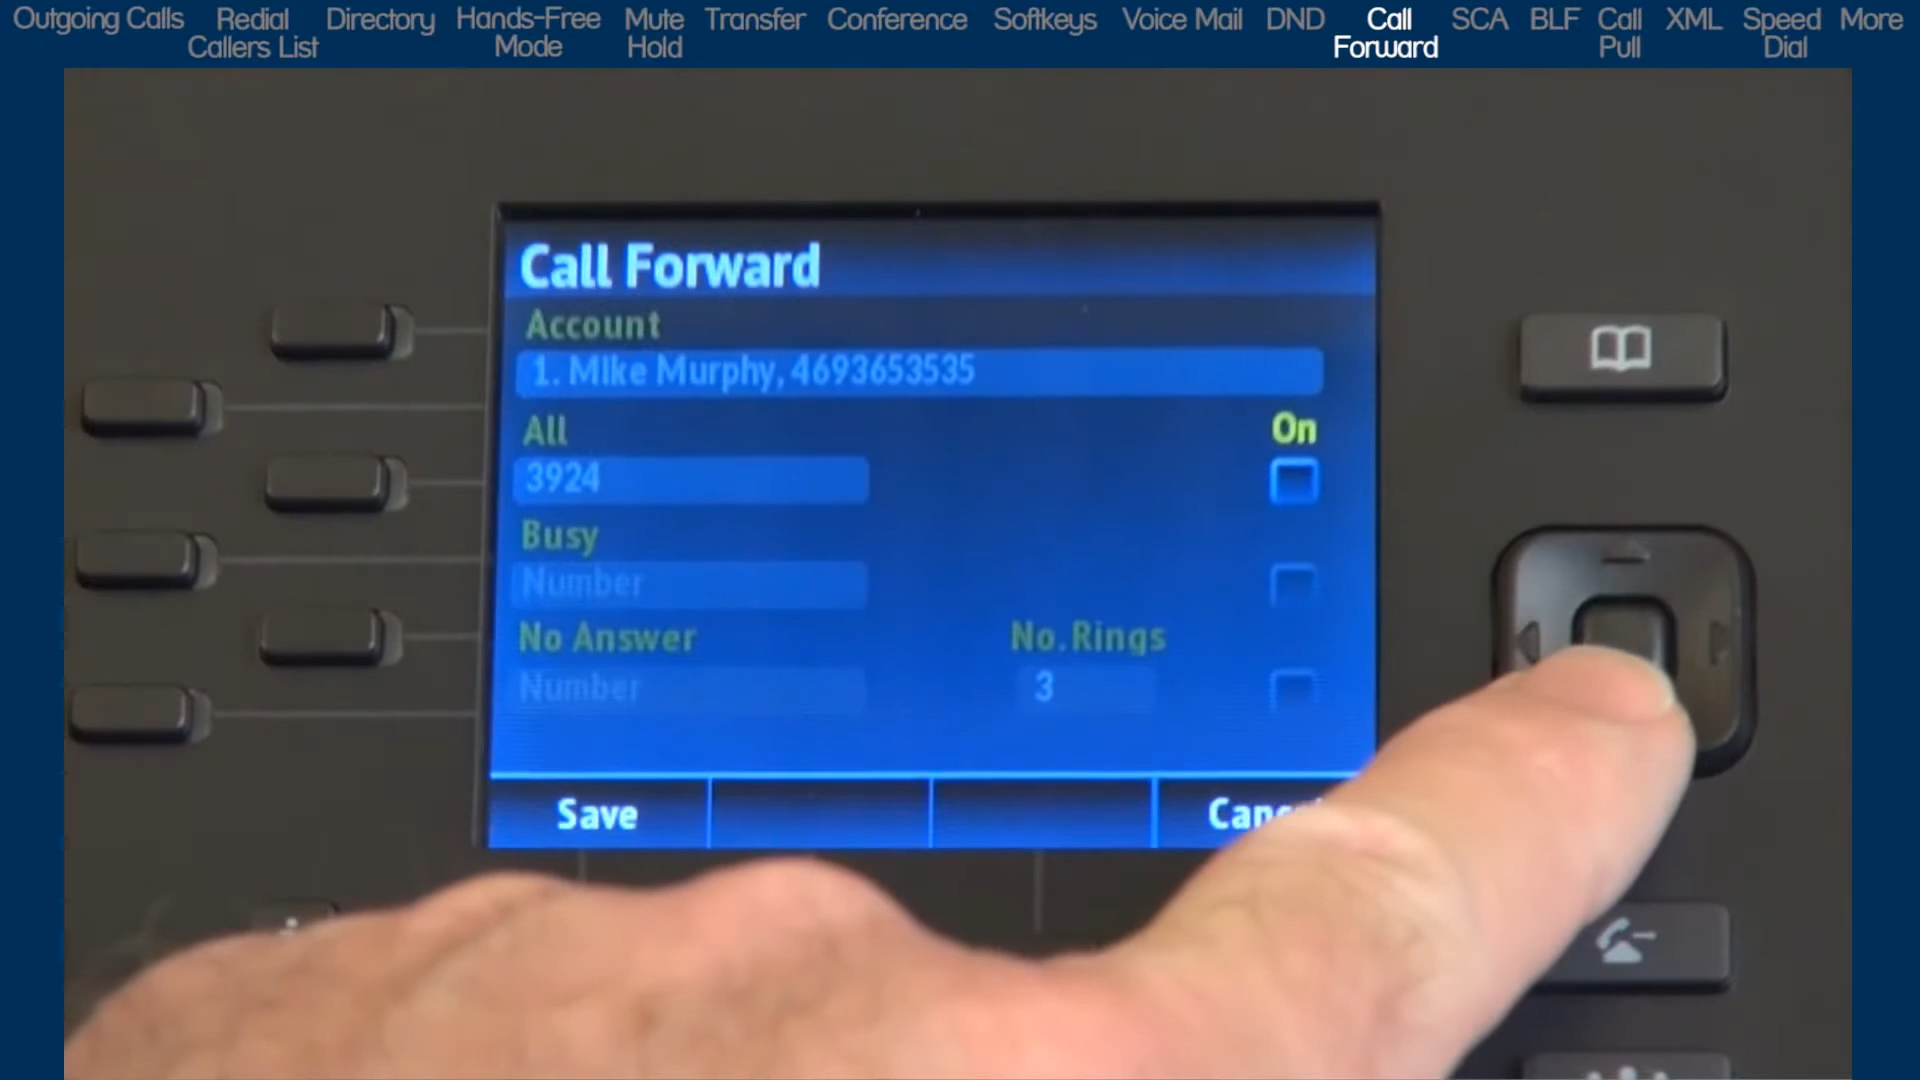 Outgoing Calls
Redial
Callers List
Directory
Hands-Free
Mode
Mute
Hold
Transfer
Conference
Softkeys
Voice Mail
DND
Call
Forward
SCA
BLF
Call
Pull
XML
Speed
Dial
More
Call Forward
Account
1. Mike Murphy, 4693653535
All On
3924
Busy
Number
No Answer No. Rings
Number 3
Save